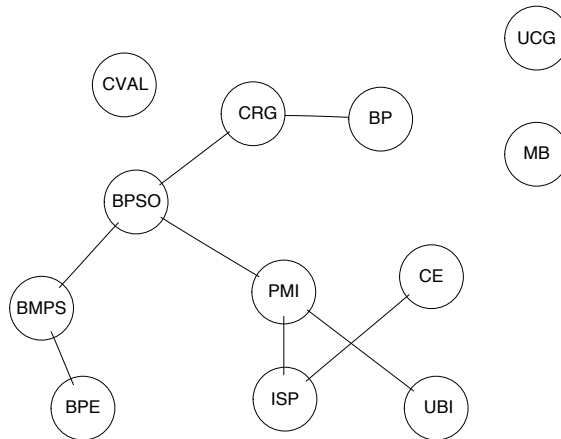 UCG
CVAL
CRG
BP
MB
BPSO
CE
PMI
BMPS
ISP
BPE
UBI